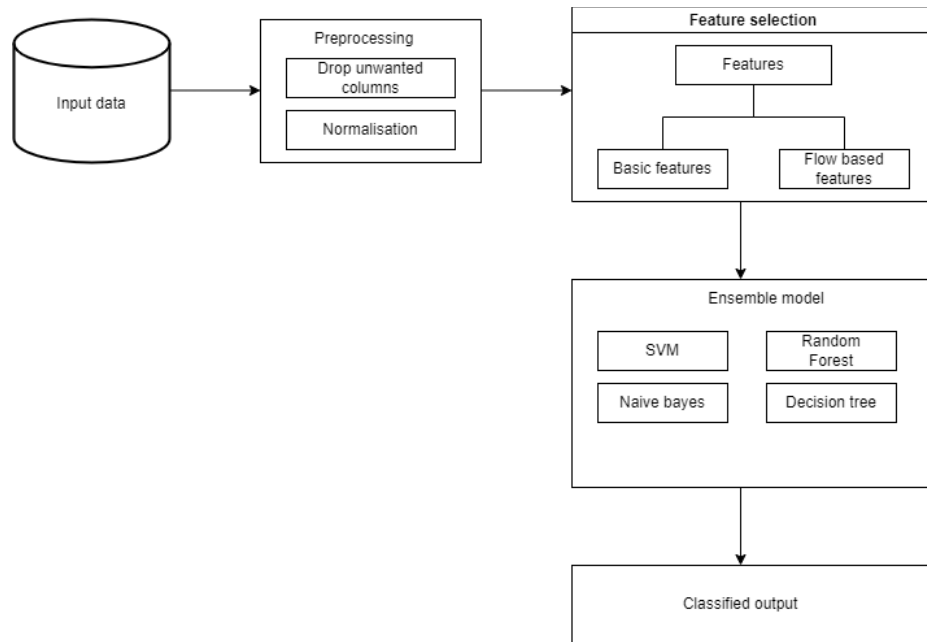 Input data
Preprocessing
Drop unwanted
columns
Normalisation
Feature selection
Features
Basic features
Flow based
features
Ensemble model
SVM
Random
Forest
Naive bayes
Decision tree
Classified output